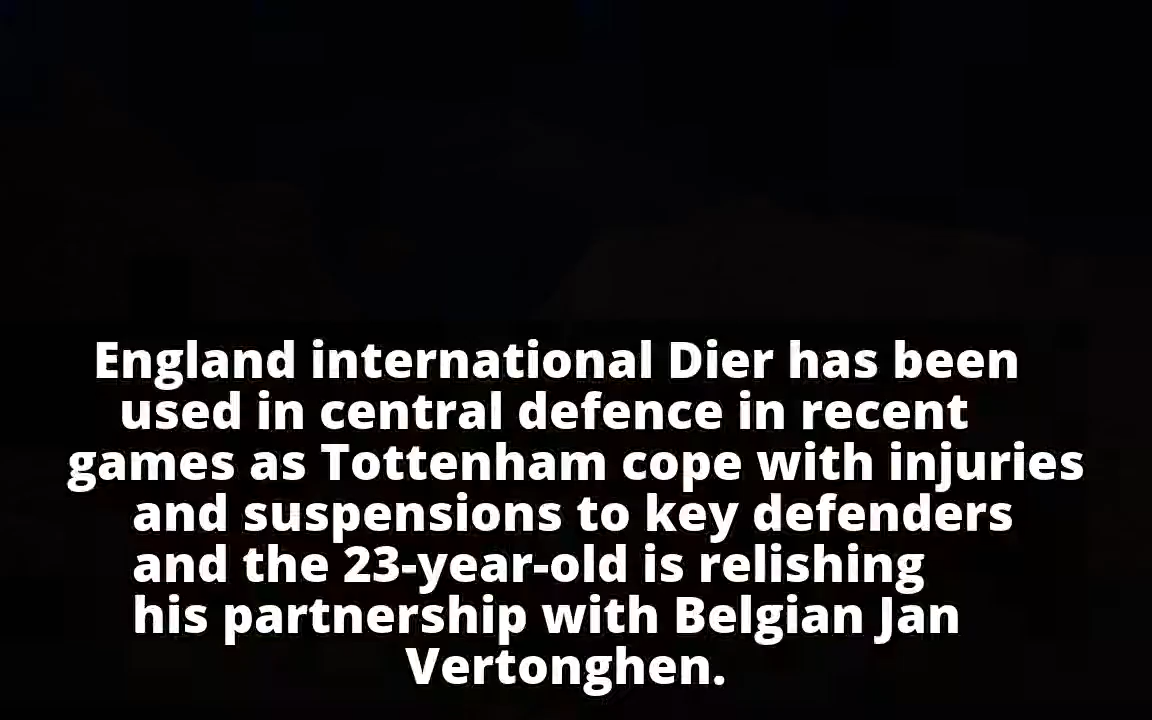 England international Dier has been
used in central defence in recent
games as Tottenham cope with injuries
and suspensions to key defenders
and the 23-year-old is relishing
his partnership with Belgian Jan
Vertonghen.